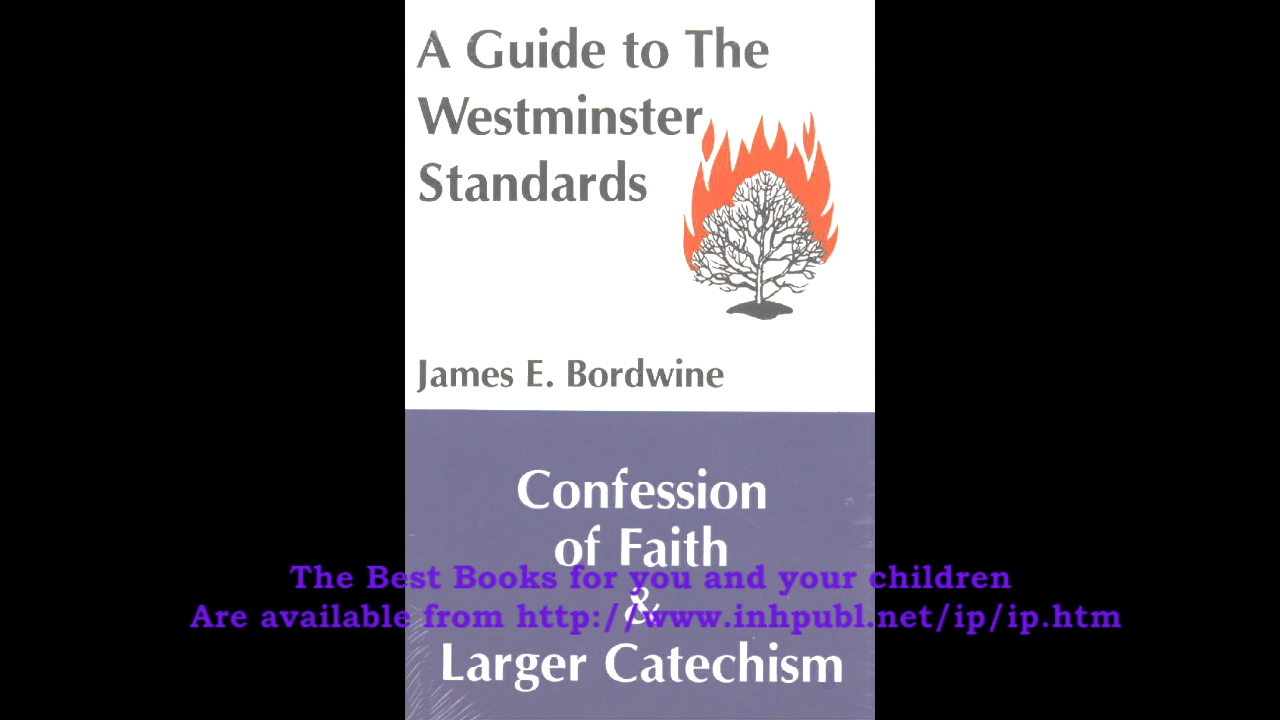 A Guide to The
Westminster
Standards
James E. Bordwine
Confession
of Faith
The Best Books for you and your children
&
Are available from http://www.inhpubl.net/ip/ip.htm
Larger Catechism